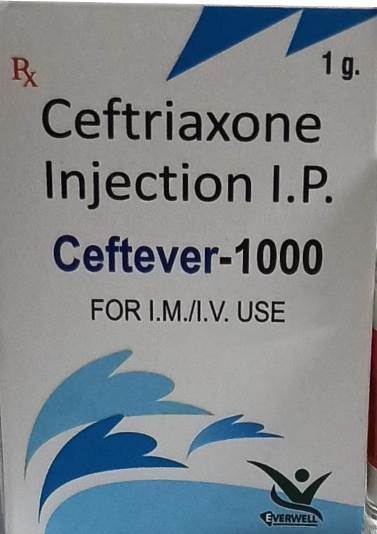 Rx
1 g.
Ceftriaxone
Injection I.P.
Ceftever-1000
FOR I.M./I.V. USE
EVERWELL